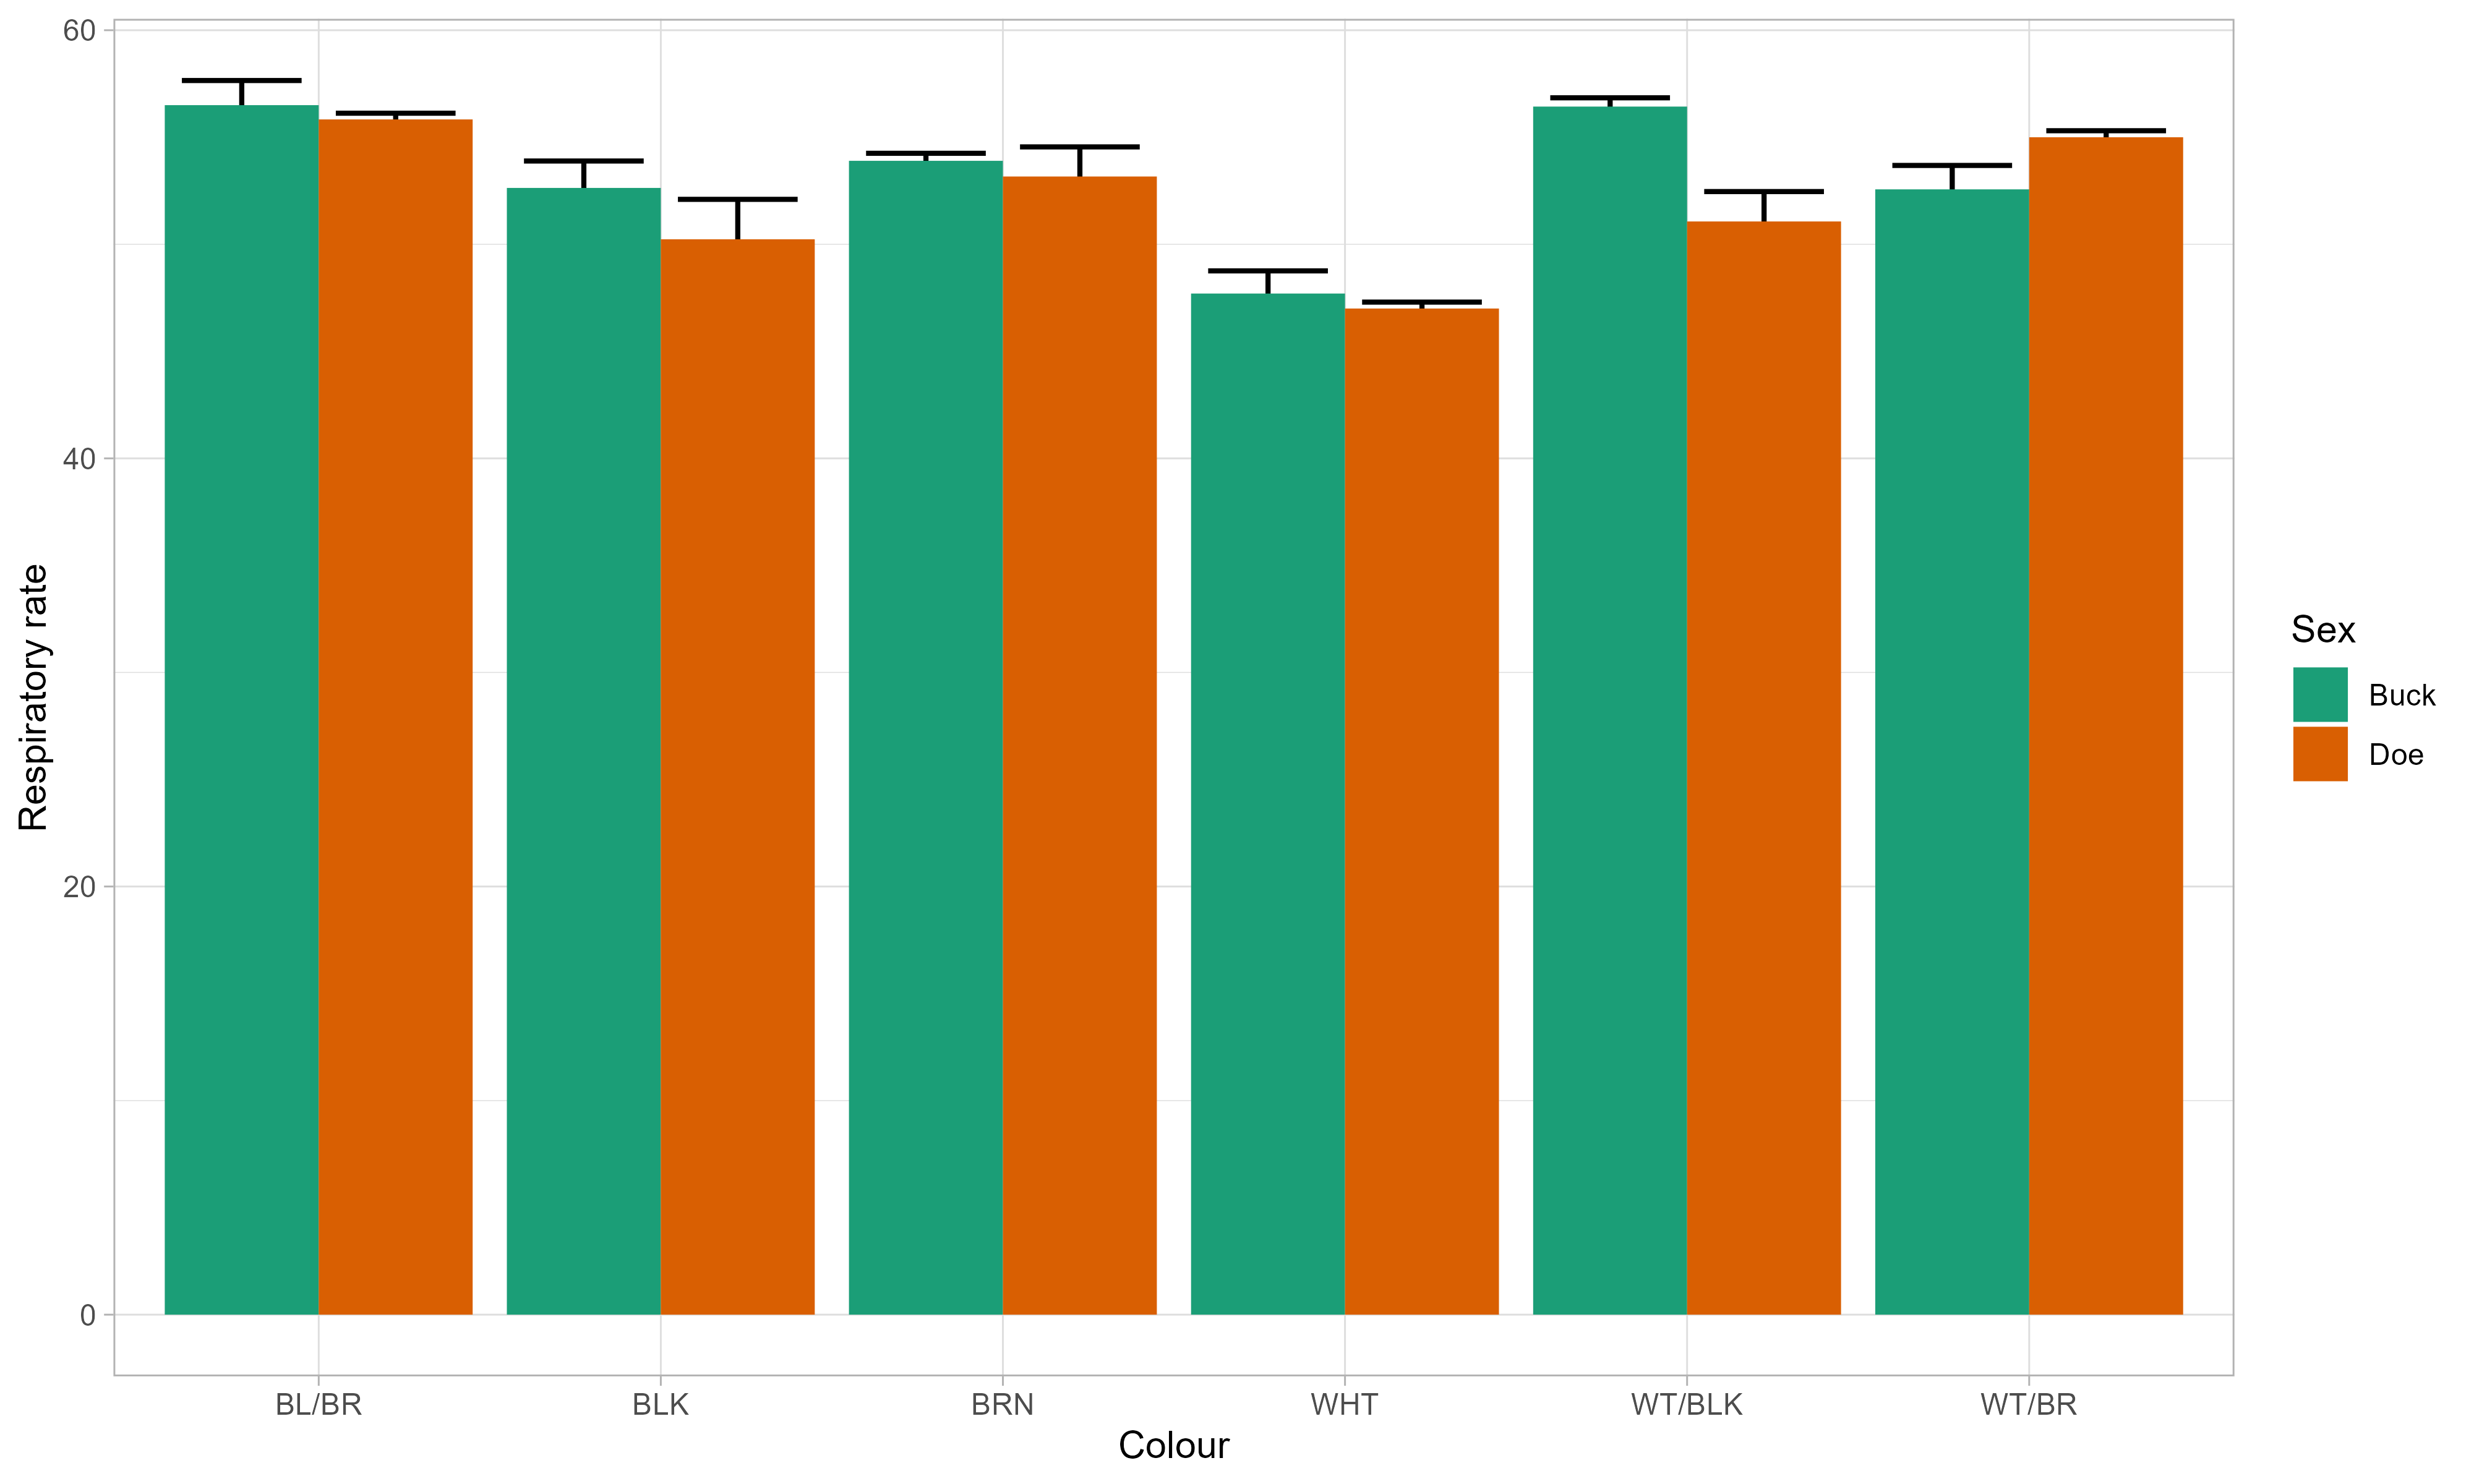 60
40
20
0
Respiratory rate
BL/BR
BLK
BRN
WHT
WT/BLK
WT/BR
Colour
Sex
Buck
Doe